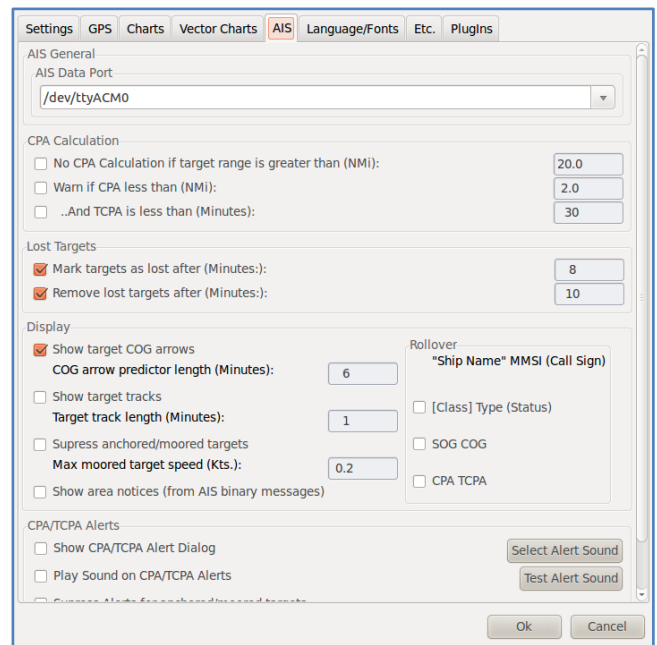 Settings GPS Charts Vector Charts AIS Language/Fonts Etc. PlugIns
AIS General
AIS Data Port
/dev/ttyACM0
CPA Calculation
No CPA Calculation if target range is greater than (NMi): 20.0
Warn if CPA less than (NMi): 2.0
..And TCPA is less than (Minutes): 30
Lost Targets
Mark targets as lost after (Minutes:): 8
Remove lost targets after (Minutes:): 10
Display
Show target COG arrows
COG arrow predictor length (Minutes): 6
Show target tracks
Target track length (Minutes): 1
Supress anchored/moored targets
Max moored target speed (Kts.): 0.2
Show area notices (from AIS binary messages)
Rollover
"Ship Name" MMSI (Call Sign)
[Class] Type (Status)
SOG COG
CPA TCPA
CPA/TCPA Alerts
Show CPA/TCPA Alert Dialog
Select Alert Sound
Play Sound on CPA/TCPA Alerts
Test Alert Sound
Supress Alerts for anchored/moored targets
Ok Cancel